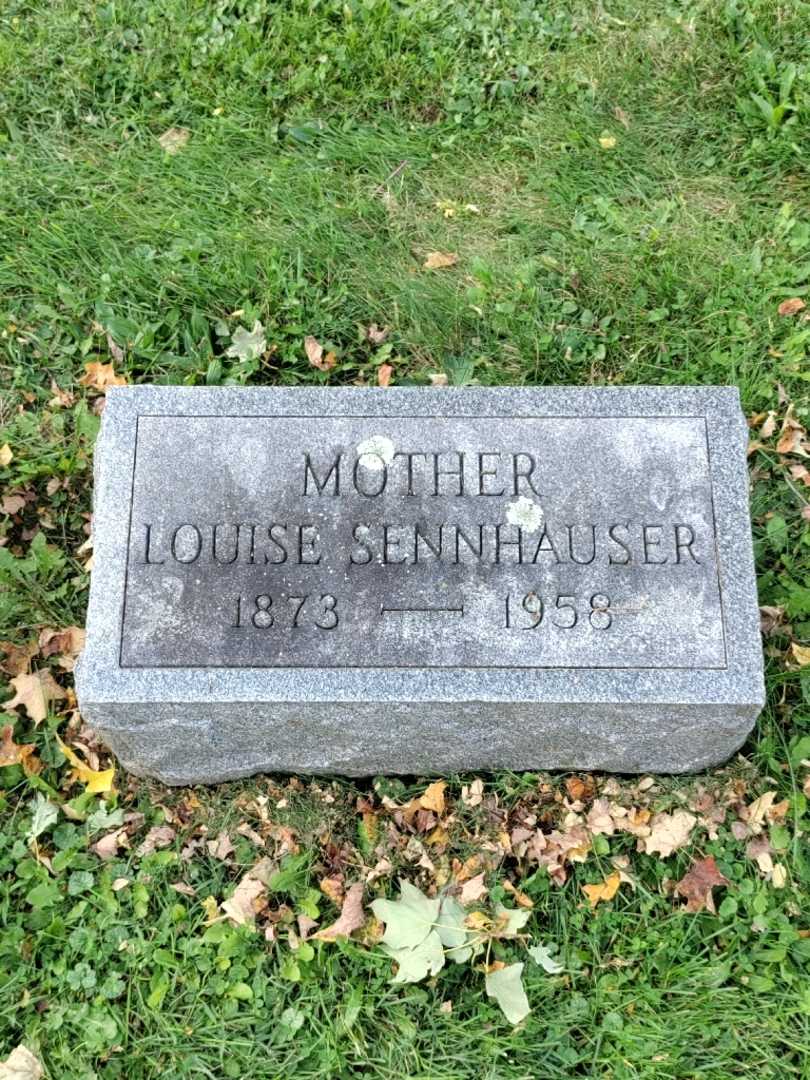 MOTHER
LOUISE SENNHAUSER
1873 — 1958